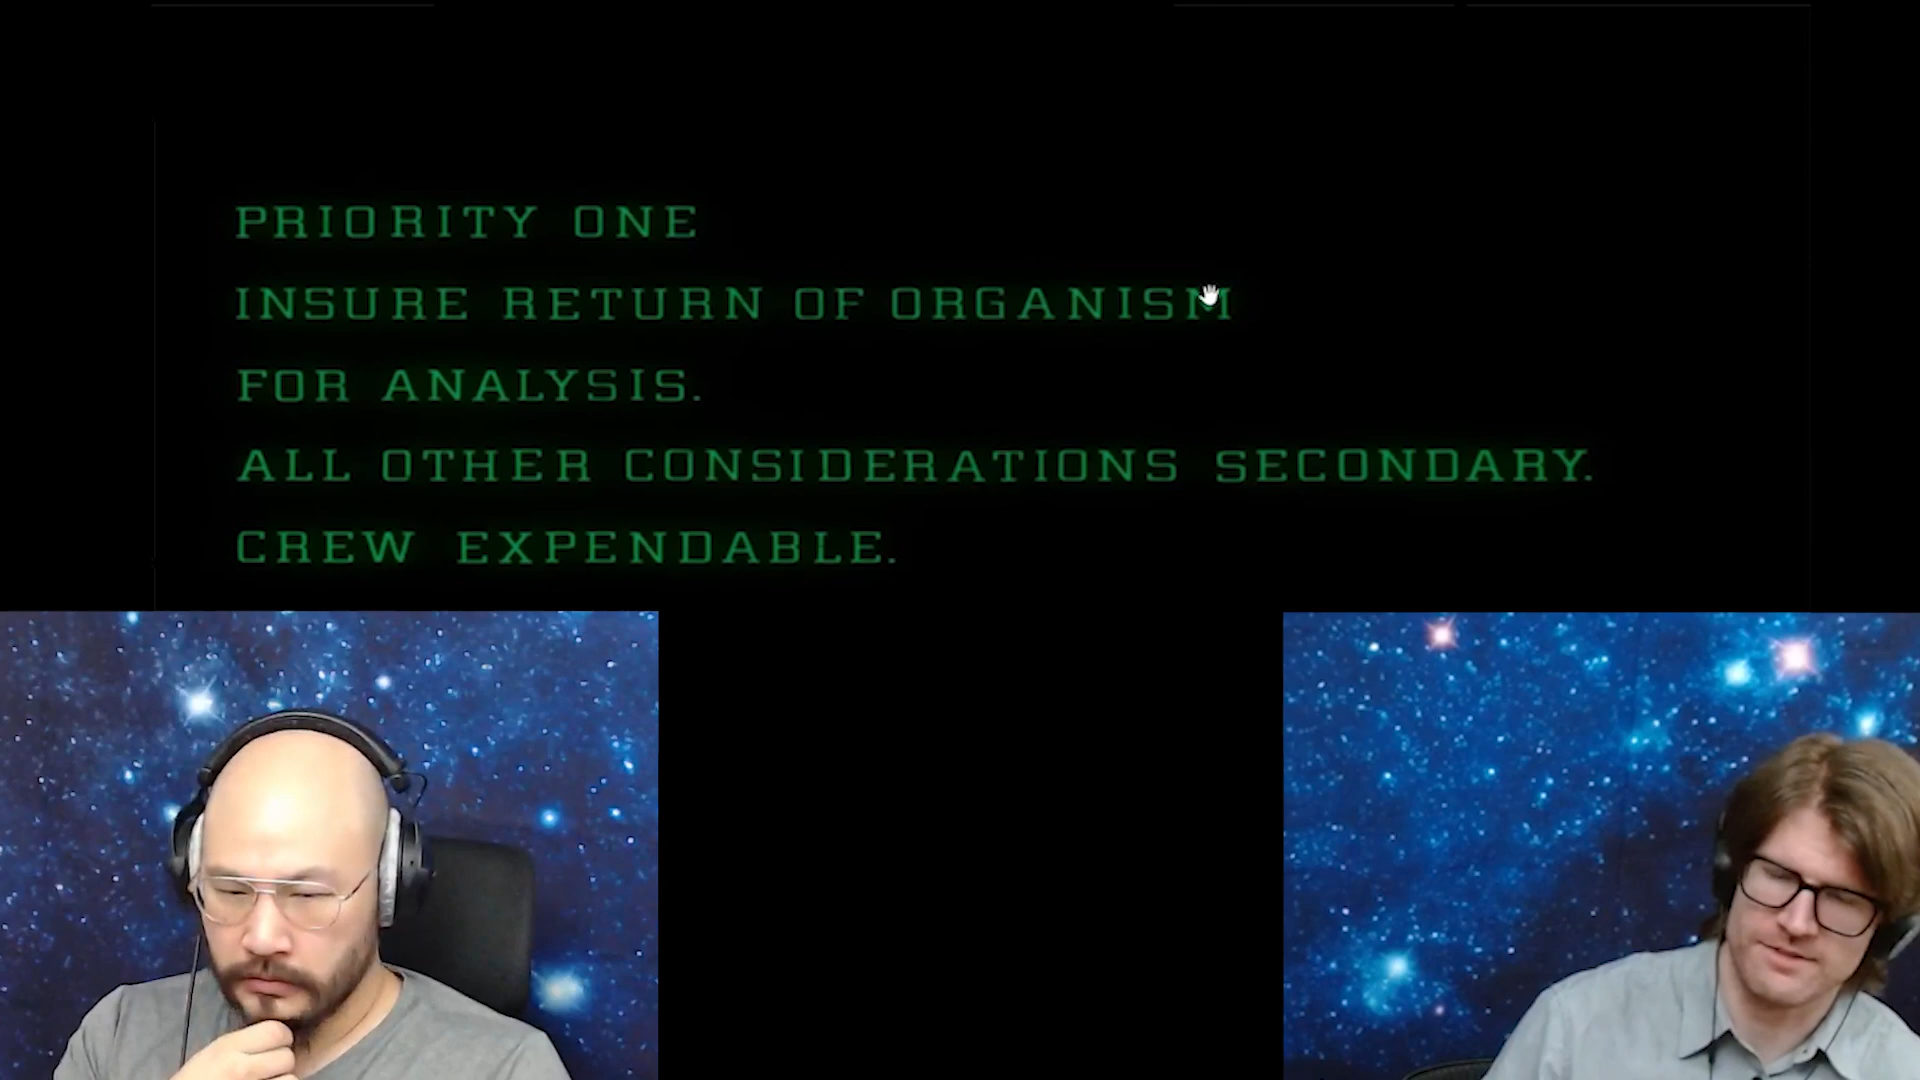 PRIORITY ONE
INSURE RETURN OF ORGANISM
FOR ANALYSIS.
ALL OTHER CONSIDERATIONS SECONDARY.
CREW EXPENDABLE.